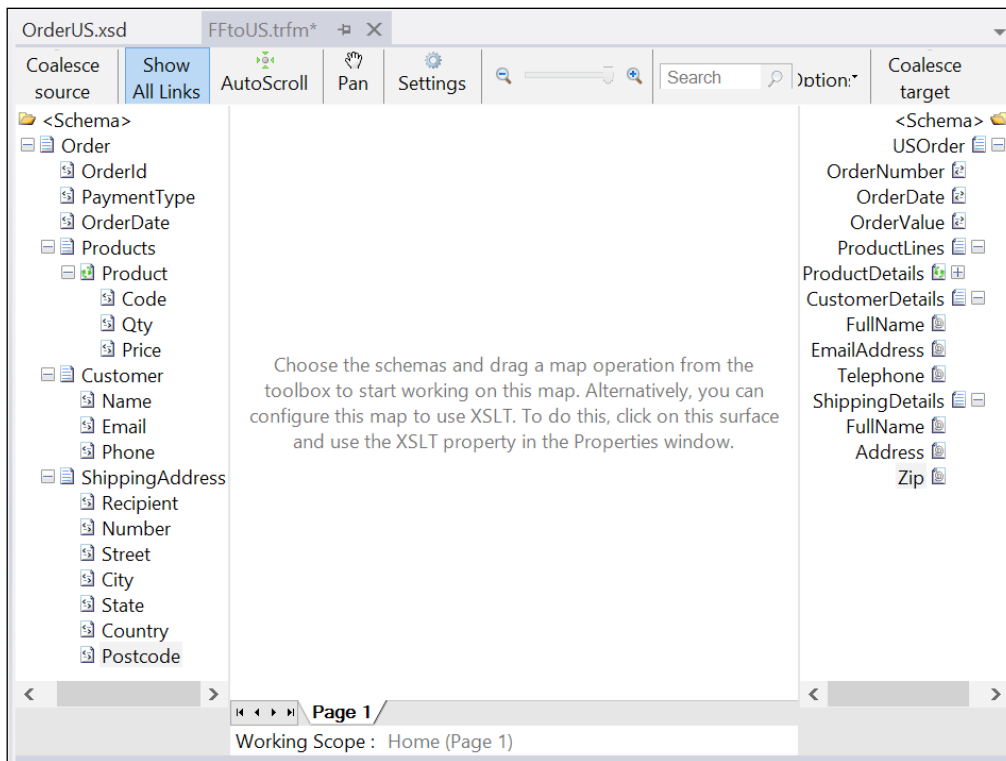 OrderUS.xsd
FFtoUS.trfm*
Coalesce
source
Show
All Links
AutoScroll
Pan
Settings
Search
Option:
Coalesce
target
<Schema>
Order
OrderId
PaymentType
OrderDate
Products
Product
Code
Qty
Price
Customer
Name
Email
Phone
ShippingAddress
Recipient
Number
Street
City
State
Country
Postcode
Choose the schemas and drag a map operation from the
toolbox to start working on this map. Alternatively, you can
configure this map to use XSLT. To do this, click on this surface
and use the XSLT property in the Properties window.
<Schema>
USOrder
OrderNumber
OrderDate
OrderValue
ProductLines
ProductDetails
CustomerDetails
FullName
EmailAddress
Telephone
ShippingDetails
FullName
Address
Zip
Page 1
Working Scope : Home (Page 1)